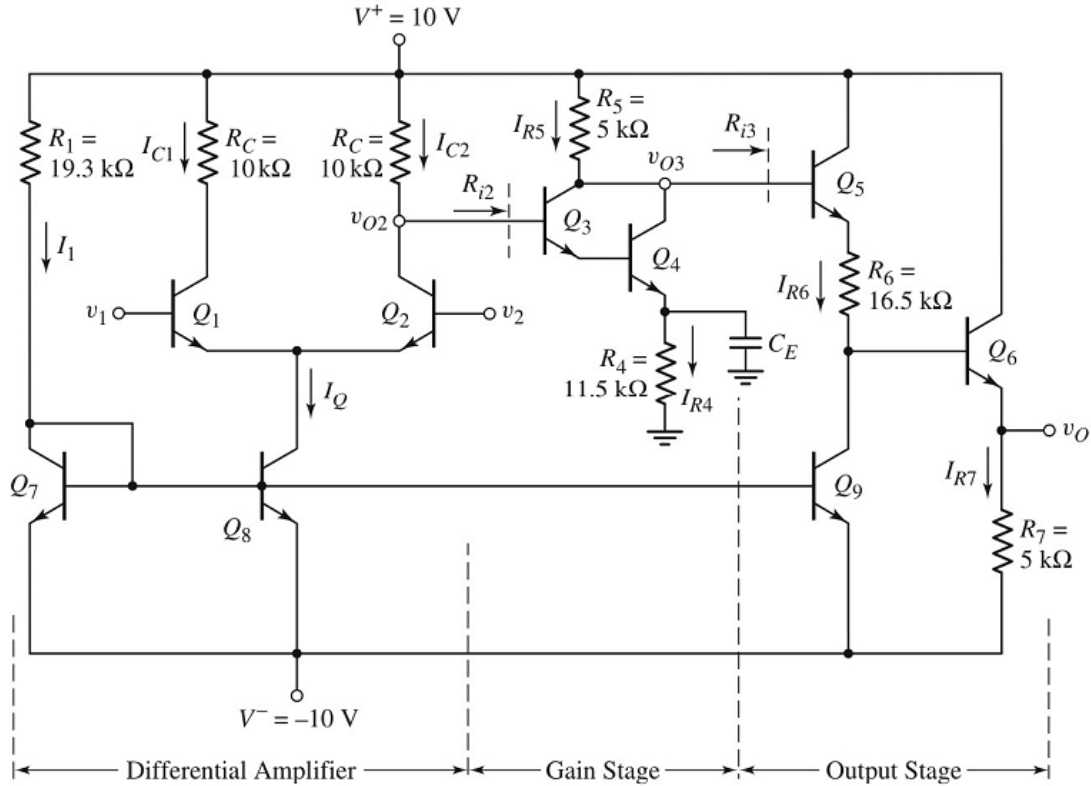 V⁺ = 10 V
R₁ =
19.3 kΩ
I_C1
R_C =
10 kΩ
R_C =
10 kΩ
I_C2
I_R5
R₅ =
5 kΩ
R_i3
v_O3
R_i2
v_O2
Q₃
Q₅
I₁
Q₄
v₁
Q₁
Q₂
v₂
I_R6
R₆ =
16.5 kΩ
I_Q
R₄ =
11.5 kΩ
I_R4
C_E
Q₆
v_O
Q₇
Q₈
Q₉
I_R7
R₇ =
5 kΩ
V⁻ = –10 V
Differential Amplifier
Gain Stage
Output Stage